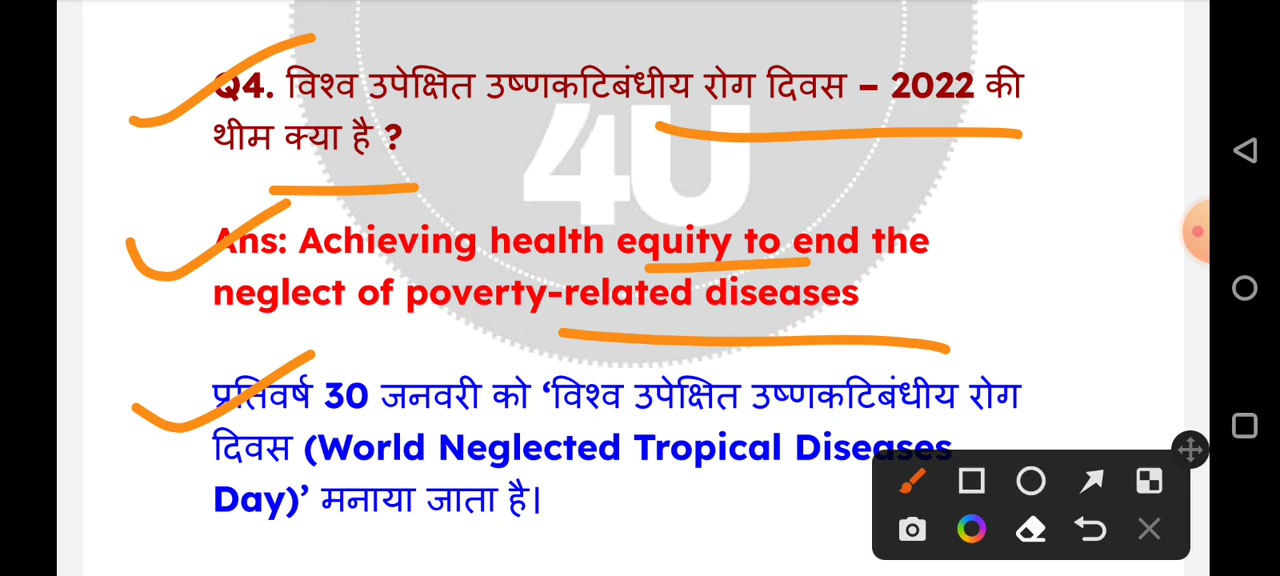 Q4. विश्व उपेक्षित उष्णकटिबंधीय रोग दिवस – 2022 की
थीम क्या है ?
4U
Ans: Achieving health equity to end the
neglect of poverty-related diseases
प्रतिवर्ष 30 जनवरी को ‘विश्व उपेक्षित उष्णकटिबंधीय रोग
दिवस (World Neglected Tropical Diseases
Day)’ मनाया जाता है।